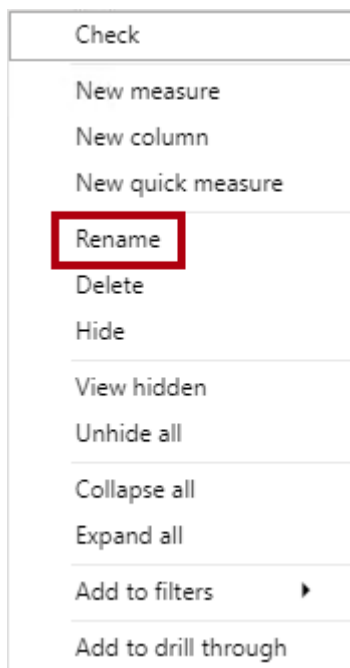 Check
New measure
New column
New quick measure
Rename
Delete
Hide
View hidden
Unhide all
Collapse all
Expand all
Add to filters
Add to drill through